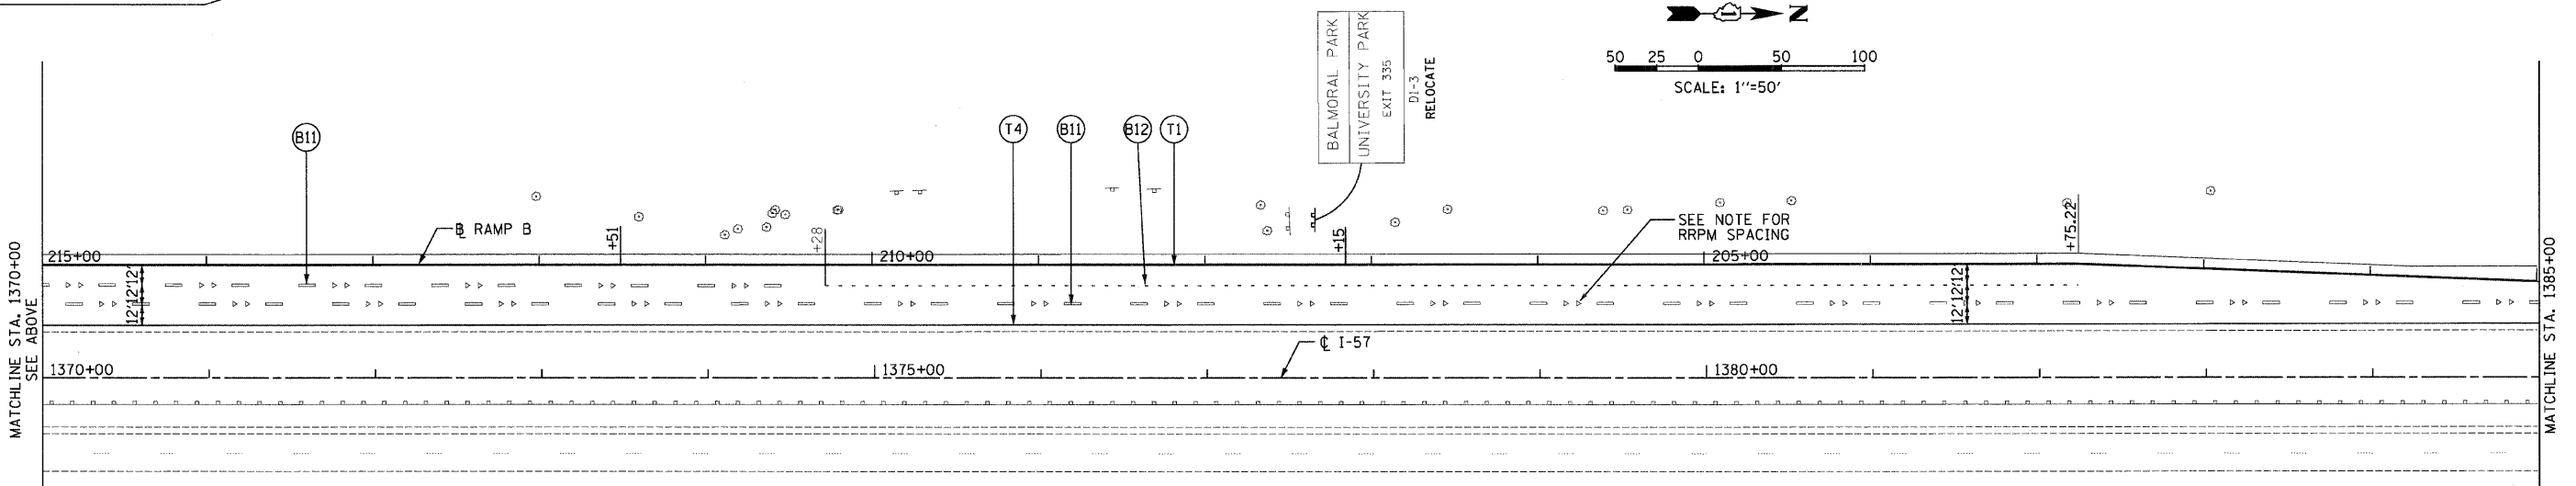 N
50 25 0 50 100
SCALE: 1''=50'
BALMORAL PARK
UNIVERSITY PARK
EXIT 335
D1-3
RELOCATE
B11
T4
B11
B12
T1
B RAMP B
+51
+28
+15
SEE NOTE FOR
RRPM SPACING
+75.22
215+00
210+00
205+00
12' 12' 12'
12' 12' 12'
MATCHLINE STA. 1370+00
SEE ABOVE
MATCHLINE STA. 1385+00
℄ I-57
1370+00
1375+00
1380+00